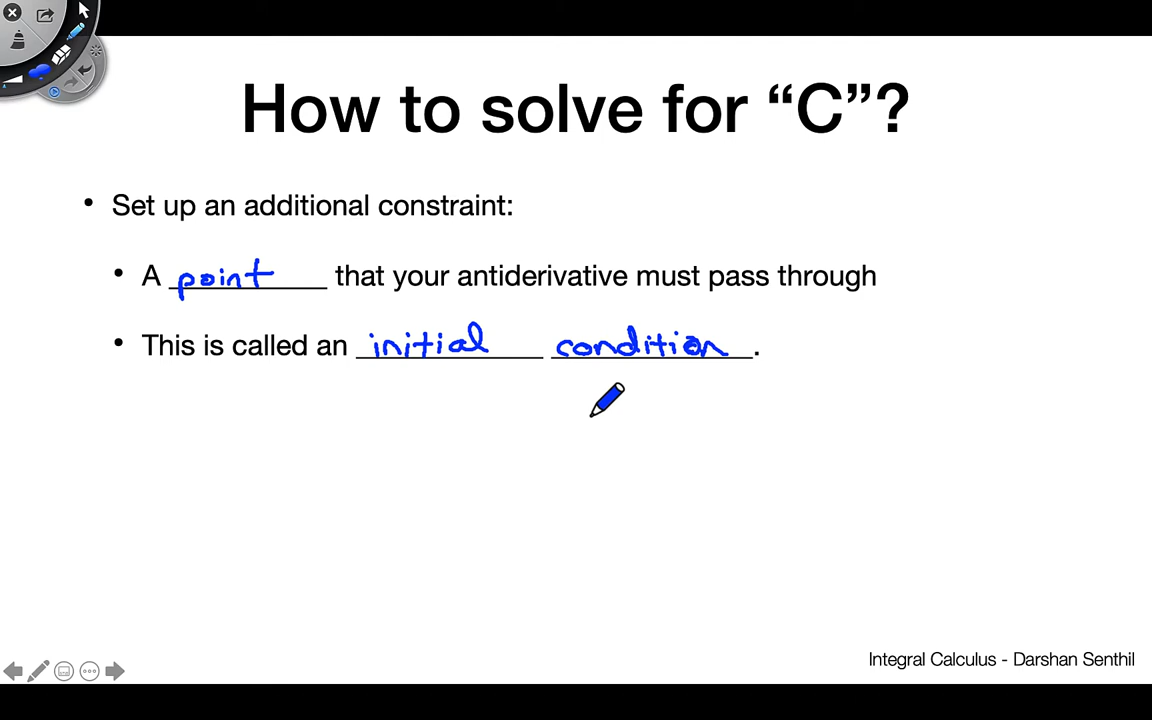 How to solve for “C”?
• Set up an additional constraint:
• A point that your antiderivative must pass through
• This is called an initial condition.
Integral Calculus - Darshan Senthil